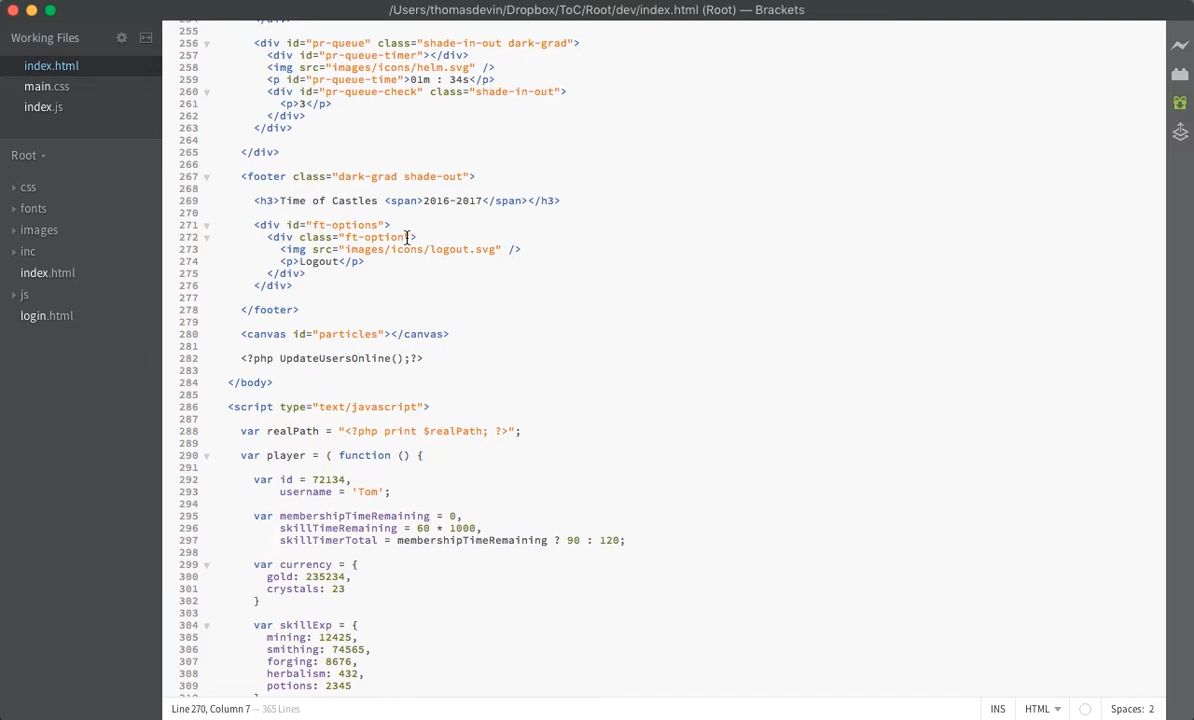 /Users/thomasdevin/Dropbox/ToC/Root/dev/index.html (Root) — Brackets
Working Files
index.html
main.css
index.js
Root
css
fonts
images
inc
index.html
js
login.html
255
256 <div id="pr-queue" class="shade-in-out dark-grad">
257 <div id="pr-queue-timer"></div>
258 <img src="images/icons/helm.svg" />
259 <p id="pr-queue-time">01m : 34s</p>
260 <div id="pr-queue-check" class="shade-in-out">
261 <p>3</p>
262 </div>
263 </div>
264
265 </div>
266
267 <footer class="dark-grad shade-out">
268
269 <h3>Time of Castles <span>2016-2017</span></h3>
270
271 <div id="ft-options">
272 <div class="ft-option">
273 <img src="images/icons/logout.svg" />
274 <p>Logout</p>
275 </div>
276 </div>
277
278 </footer>
279
280 <canvas id="particles"></canvas>
281
282 <?php UpdateUsersOnline();?>
283
284 </body>
285
286 <script type="text/javascript">
287
288 var realPath = "<?php print $realPath; ?>";
289
290 var player = ( function () {
291
292 var id = 72134,
293 username = 'Tom';
294
295 var membershipTimeRemaining = 0,
296 skillTimeRemaining = 60 * 1000,
297 skillTimerTotal = membershipTimeRemaining ? 90 : 120;
298
299 var currency = {
300 gold: 235234,
301 crystals: 23
302 }
303
304 var skillExp = {
305 mining: 12425,
306 smithing: 74565,
307 forging: 8676,
308 herbalism: 432,
309 potions: 2345
Line 270, Column 7 — 365 Lines
INS
HTML
Spaces: 2